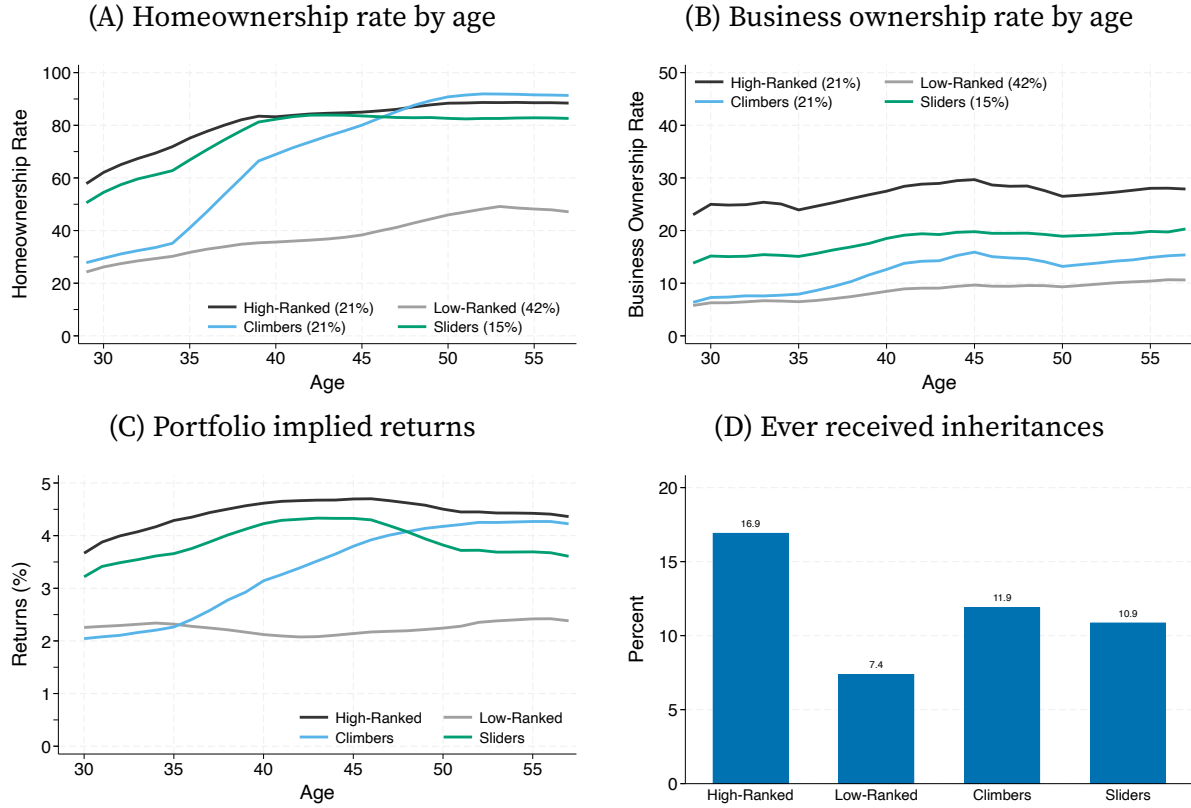 (A) Homeownership rate by age
Homeownership Rate
100
80
60
40
20
0
High-Ranked (21%)
Low-Ranked (42%)
Climbers (21%)
Sliders (15%)
30
35
40
45
50
55
Age
(B) Business ownership rate by age
Business Ownership Rate
50
40
30
20
10
0
High-Ranked (21%)
Low-Ranked (42%)
Climbers (21%)
Sliders (15%)
30
35
40
45
50
55
Age
(C) Portfolio implied returns
Returns (%)
5
4
3
2
1
0
High-Ranked
Low-Ranked
Climbers
Sliders
30
35
40
45
50
55
Age
(D) Ever received inheritances
Percent
20
15
10
5
0
16.9
7.4
11.9
10.9
High-Ranked
Low-Ranked
Climbers
Sliders